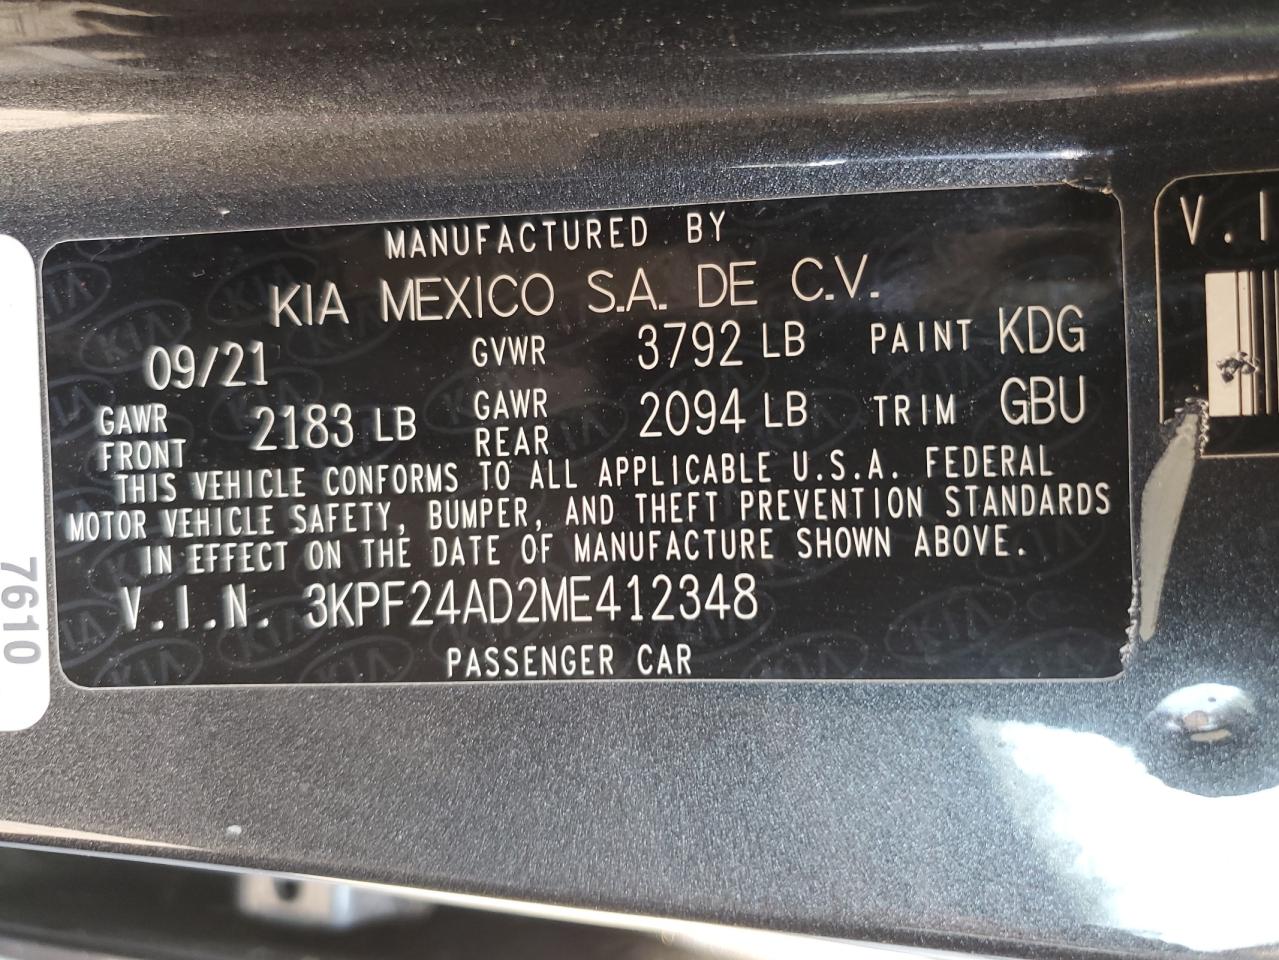 MANUFACTURED BY
KIA MEXICO S.A. DE C.V.
09/21 GVWR 3792 LB PAINT KDG
GAWR FRONT 2183 LB GAWR REAR 2094 LB TRIM GBU
THIS VEHICLE CONFORMS TO ALL APPLICABLE U.S.A. FEDERAL
MOTOR VEHICLE SAFETY, BUMPER, AND THEFT PREVENTION STANDARDS
IN EFFECT ON THE DATE OF MANUFACTURE SHOWN ABOVE.
V.I.N. 3KPF24AD2ME412348
PASSENGER CAR
V.I
7610